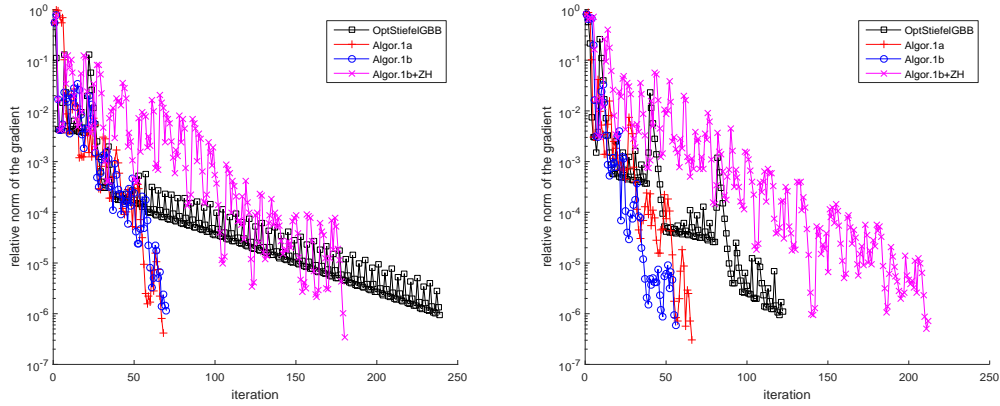 10^0
10^-1
10^-2
10^-3
10^-4
10^-5
10^-6
10^-7
relative norm of the gradient
0 50 100 150 200 250
iteration
OptStiefelGBB
Algor.1a
Algor.1b
Algor.1b+ZH
10^0
10^-1
10^-2
10^-3
10^-4
10^-5
10^-6
10^-7
relative norm of the gradient
0 50 100 150 200 250
iteration
OptStiefelGBB
Algor.1a
Algor.1b
Algor.1b+ZH